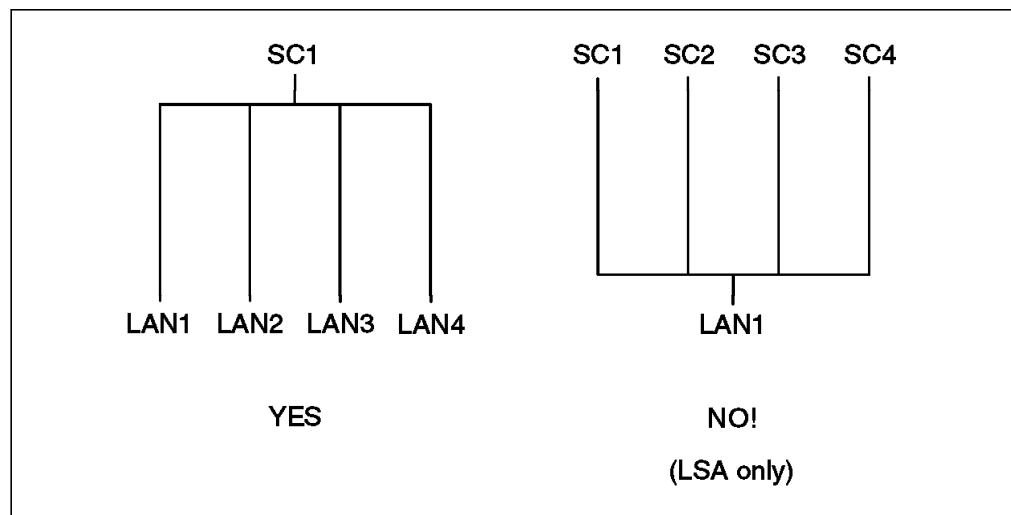 SC1
LAN1 LAN2 LAN3 LAN4
YES
SC1 SC2 SC3 SC4
LAN1
NO!
(LSA only)